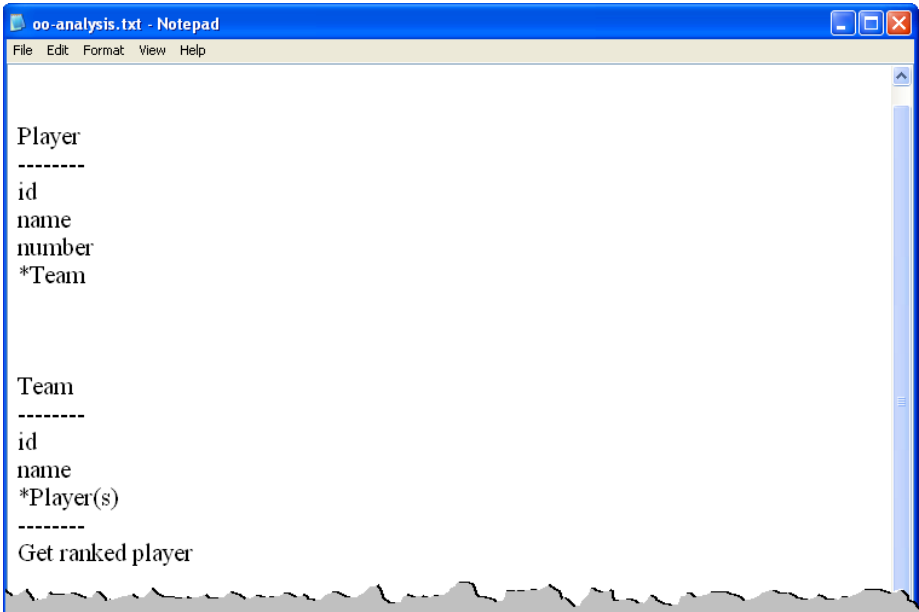 oo-analysis.txt - Notepad
File Edit Format View Help
Player
--------
id
name
number
*Team
Team
--------
id
name
*Player(s)
--------
Get ranked player